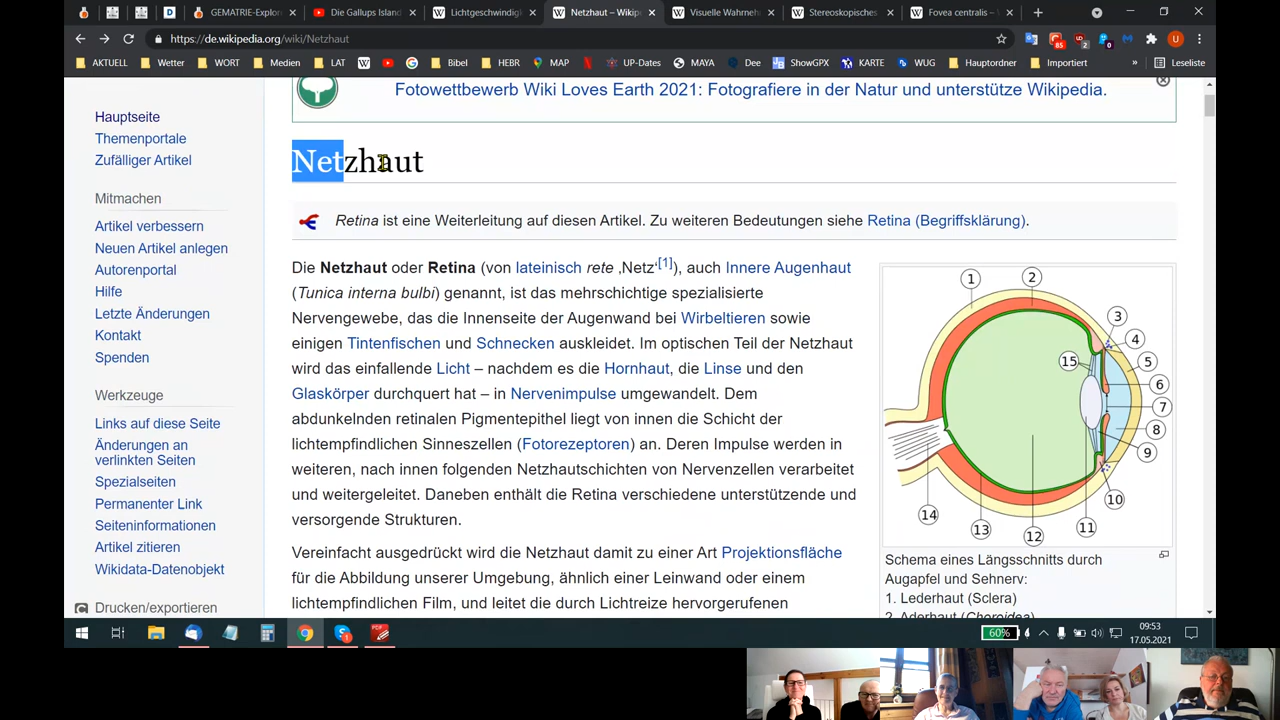 GEMATRIE-Explor
Die Gallups Island
Lichtgeschwindigk
Netzhaut – Wikipe
Visuelle Wahrnehm
Stereoskopisches
Fovea centralis – W
https://de.wikipedia.org/wiki/Netzhaut
AKTUELL
Wetter
WORT
Medien
LAT
Bibel
HEBR
MAP
UP-Dates
MAYA
Dee
ShowGPX
KARTE
WUG
Hauptordner
Importiert
»
Leseliste
Fotowettbewerb Wiki Loves Earth 2021: Fotografiere in der Natur und unterstütze Wikipedia.
Hauptseite
Themenportale
Zufälliger Artikel
Mitmachen
Artikel verbessern
Neuen Artikel anlegen
Autorenportal
Hilfe
Letzte Änderungen
Kontakt
Spenden
Werkzeuge
Links auf diese Seite
Änderungen an
verlinkten Seiten
Spezialseiten
Permanenter Link
Seiteninformationen
Artikel zitieren
Wikidata-Datenobjekt
Drucken/exportieren
Netzhaut
Retina ist eine Weiterleitung auf diesen Artikel. Zu weiteren Bedeutungen siehe Retina (Begriffsklärung).
Die Netzhaut oder Retina (von lateinisch rete ‚Netz‘[1]), auch Innere Augenhaut
(Tunica interna bulbi) genannt, ist das mehrschichtige spezialisierte
Nervengewebe, das die Innenseite der Augenwand bei Wirbeltieren sowie
einigen Tintenfischen und Schnecken auskleidet. Im optischen Teil der Netzhaut
wird das einfallende Licht – nachdem es die Hornhaut, die Linse und den
Glaskörper durchquert hat – in Nervenimpulse umgewandelt. Dem
abdunkelnden retinalen Pigmentepithel liegt von innen die Schicht der
lichtempfindlichen Sinneszellen (Fotorezeptoren) an. Deren Impulse werden in
weiteren, nach innen folgenden Netzhautschichten von Nervenzellen verarbeitet
und weitergeleitet. Daneben enthält die Retina verschiedene unterstützende und
versorgende Strukturen.
Vereinfacht ausgedrückt wird die Netzhaut damit zu einer Art Projektionsfläche
für die Abbildung unserer Umgebung, ähnlich einer Leinwand oder einem
lichtempfindlichen Film, und leitet die durch Lichtreize hervorgerufenen
1
2
3
4
5
15
6
7
8
9
10
14
13
12
11
Schema eines Längsschnitts durch
Augapfel und Sehnerv:
1. Lederhaut (Sclera)
2. Aderhaut (Choroidea)
60%
09:53
17.05.2021